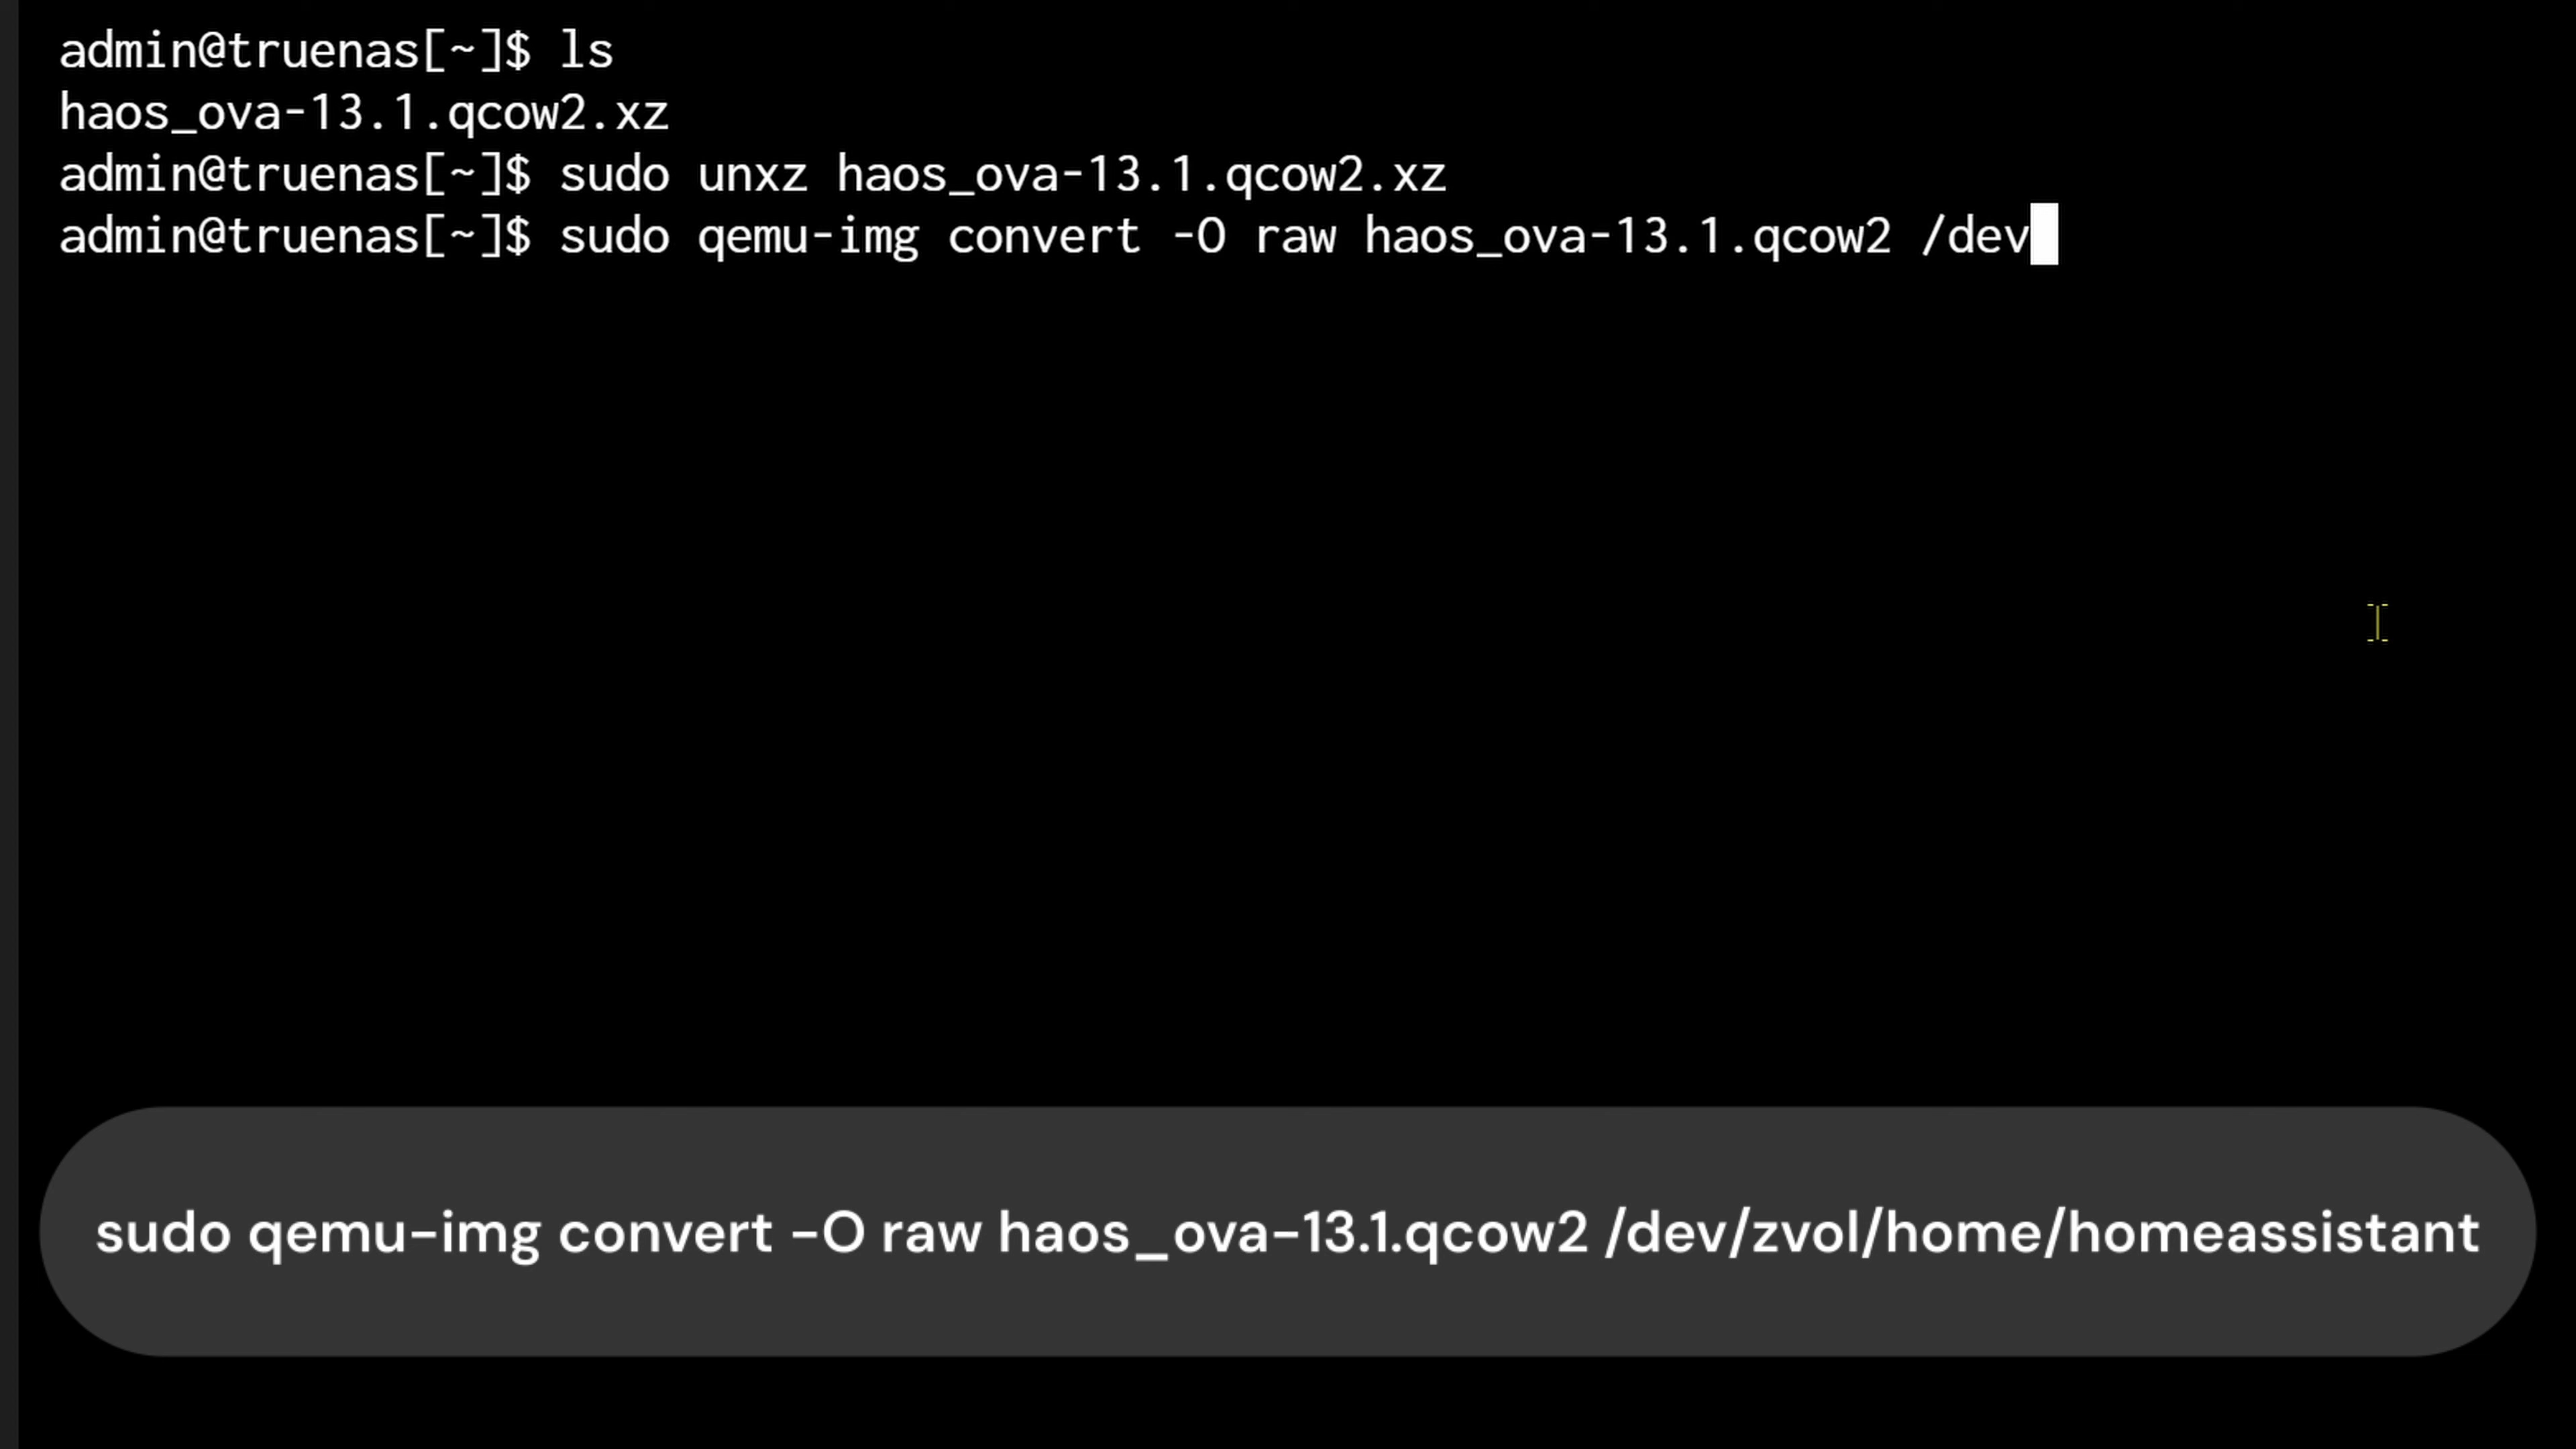 admin@truenas[~]$ ls
haos_ova-13.1.qcow2.xz
admin@truenas[~]$ sudo unxz haos_ova-13.1.qcow2.xz
admin@truenas[~]$ sudo qemu-img convert -O raw haos_ova-13.1.qcow2 /dev
sudo qemu-img convert -O raw haos_ova-13.1.qcow2 /dev/zvol/home/homeassistant